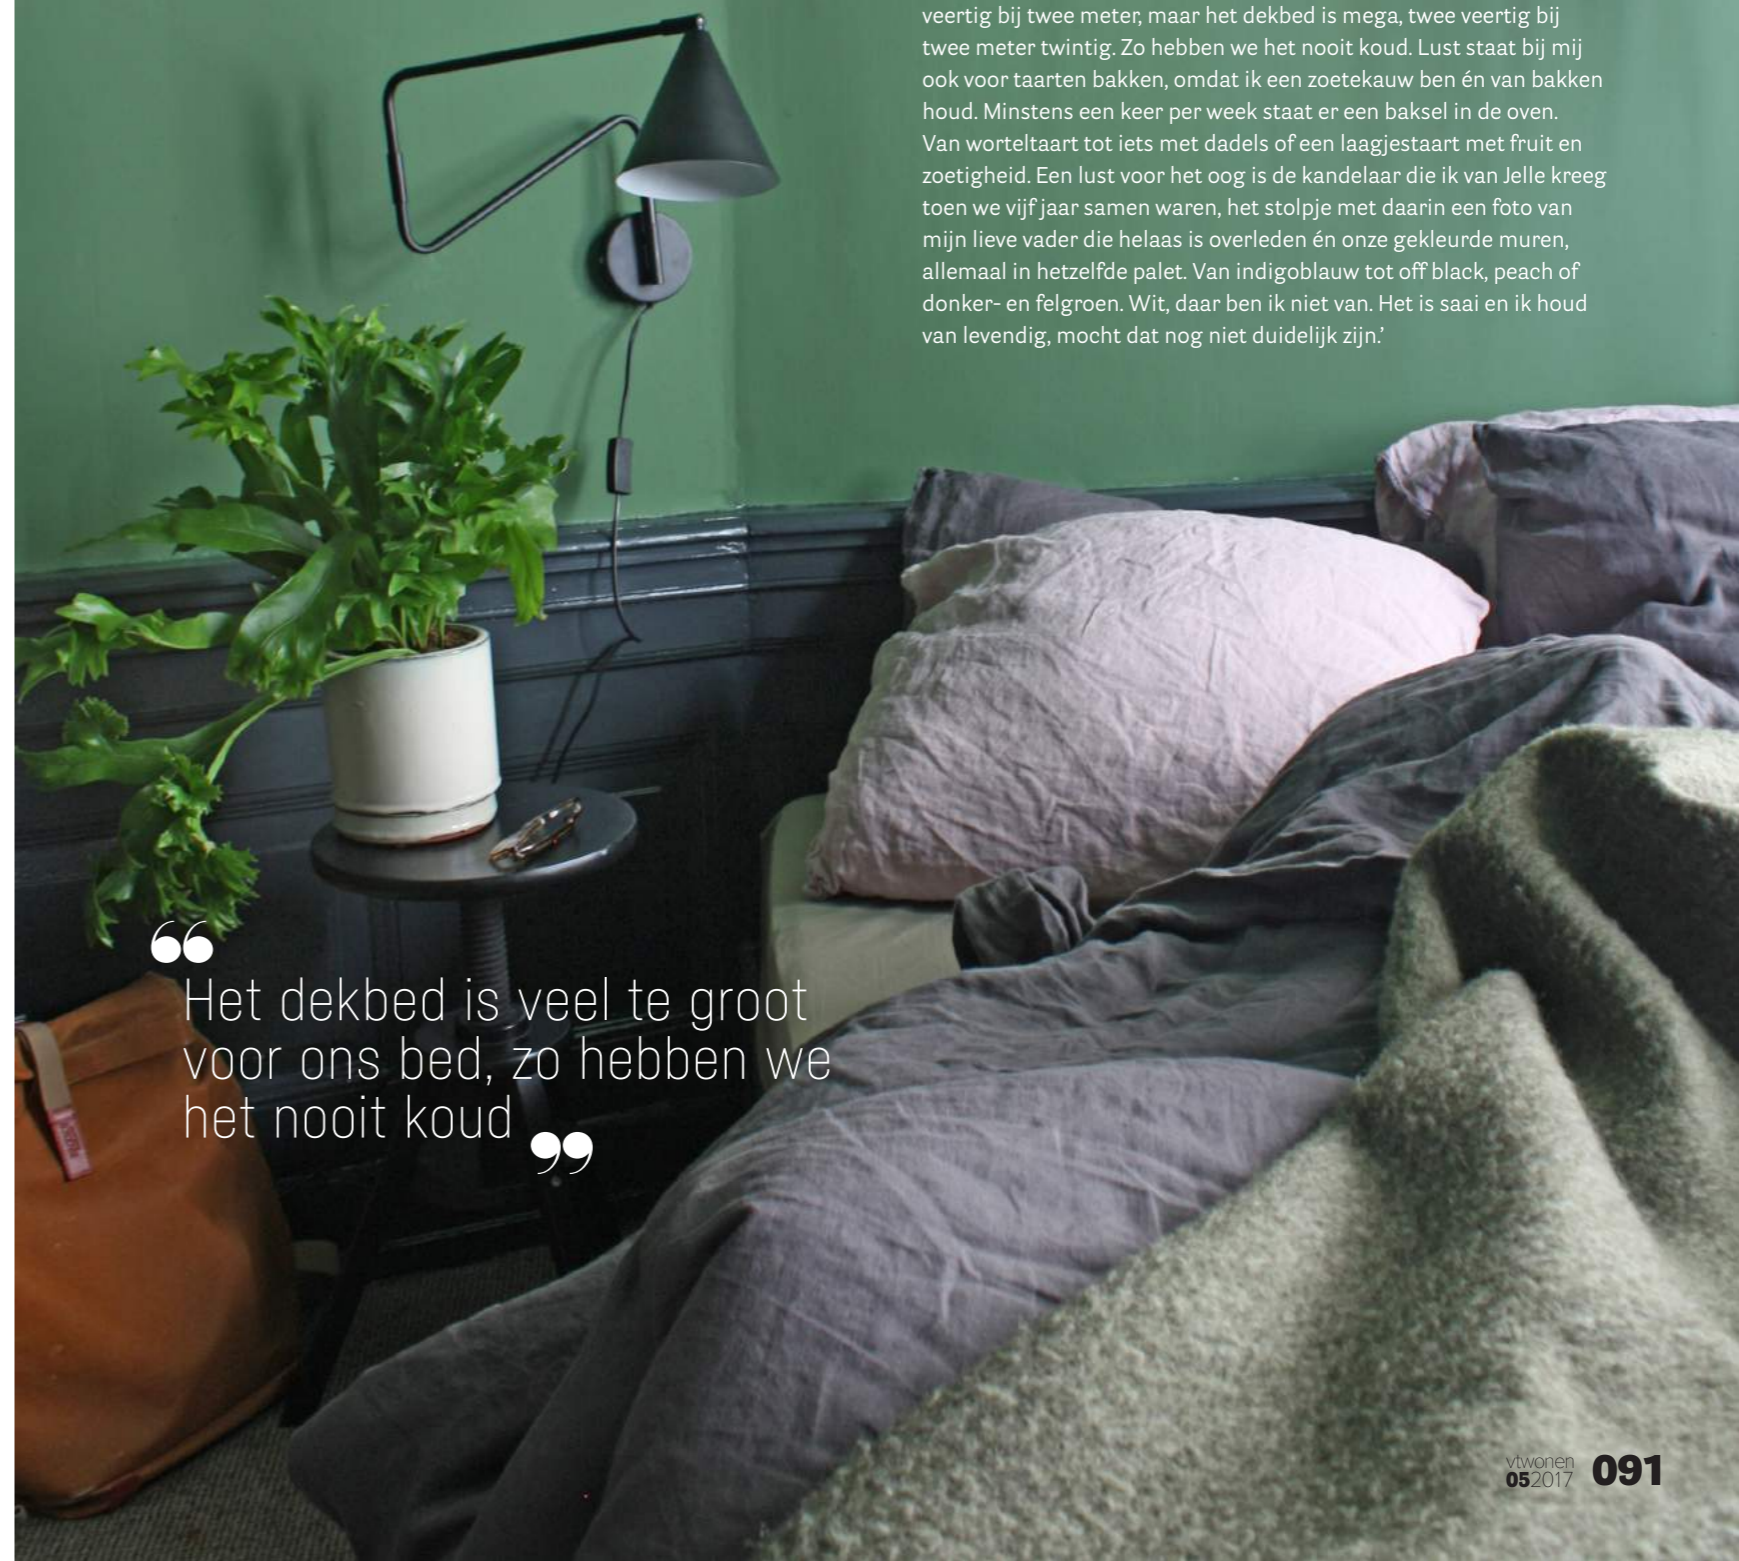 veertig bij twee meter, maar het dekbed is mega, twee veertig bij
twee meter twintig. Zo hebben we het nooit koud. Lust staat bij mij
ook voor taarten bakken, omdat ik een zoetekauw ben én van bakken
houd. Minstens een keer per week staat er een baksel in de oven.
Van worteltaart tot iets met dadels of een laagjestaart met fruit en
zoetigheid. Een lust voor het oog is de kandelaar die ik van Jelle kreeg
toen we vijf jaar samen waren, het stolpje met daarin een foto van
mijn lieve vader die helaas is overleden én onze gekleurde muren,
allemaal in hetzelfde palet. Van indigoblauw tot off black, peach of
donker- en felgroen. Wit, daar ben ik niet van. Het is saai en ik houd
van levendig, mocht dat nog niet duidelijk zijn.’
“
Het dekbed is veel te groot
voor ons bed, zo hebben we
het nooit koud ”
vtwonen
052017 091